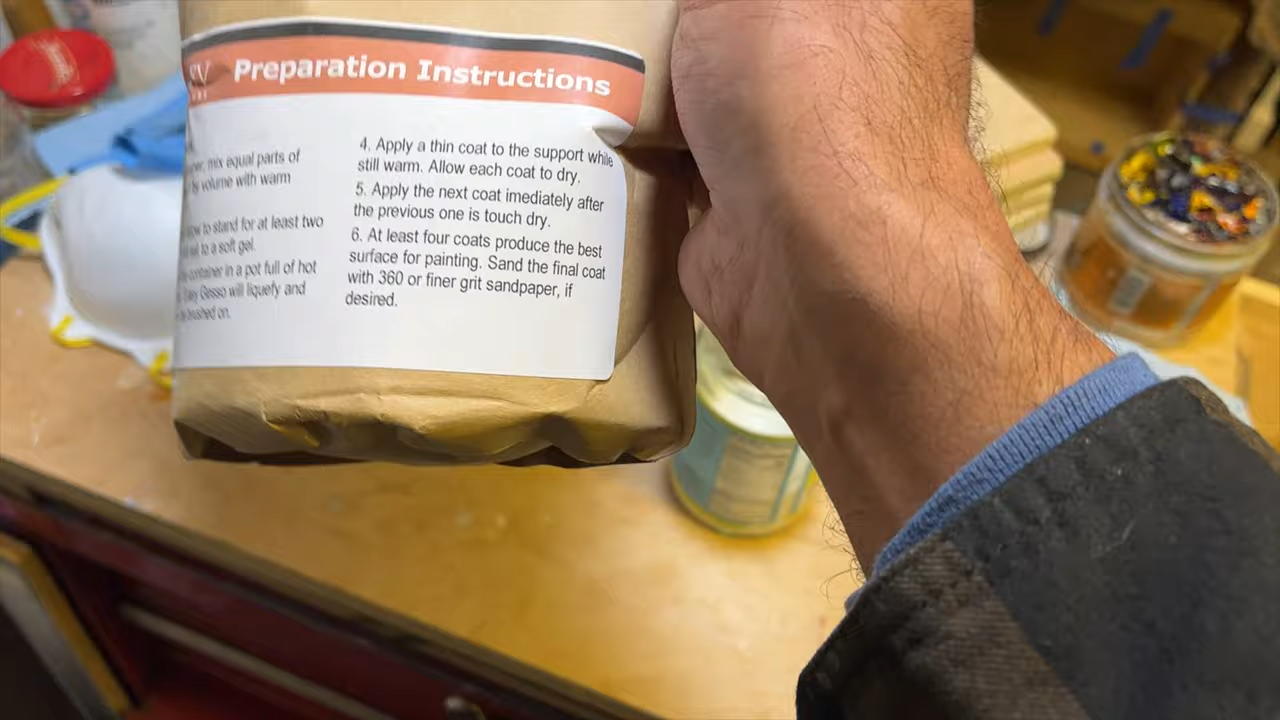 Preparation Instructions
mix equal parts of
by volume with warm
to stand for at least two
to a soft gel.
container in a pot full of hot
Gesso will liquefy and
brushed on.
4. Apply a thin coat to the support while
still warm. Allow each coat to dry.
5. Apply the next coat imediately after
the previous one is touch dry.
6. At least four coats produce the best
surface for painting. Sand the final coat
with 360 or finer grit sandpaper, if
desired.